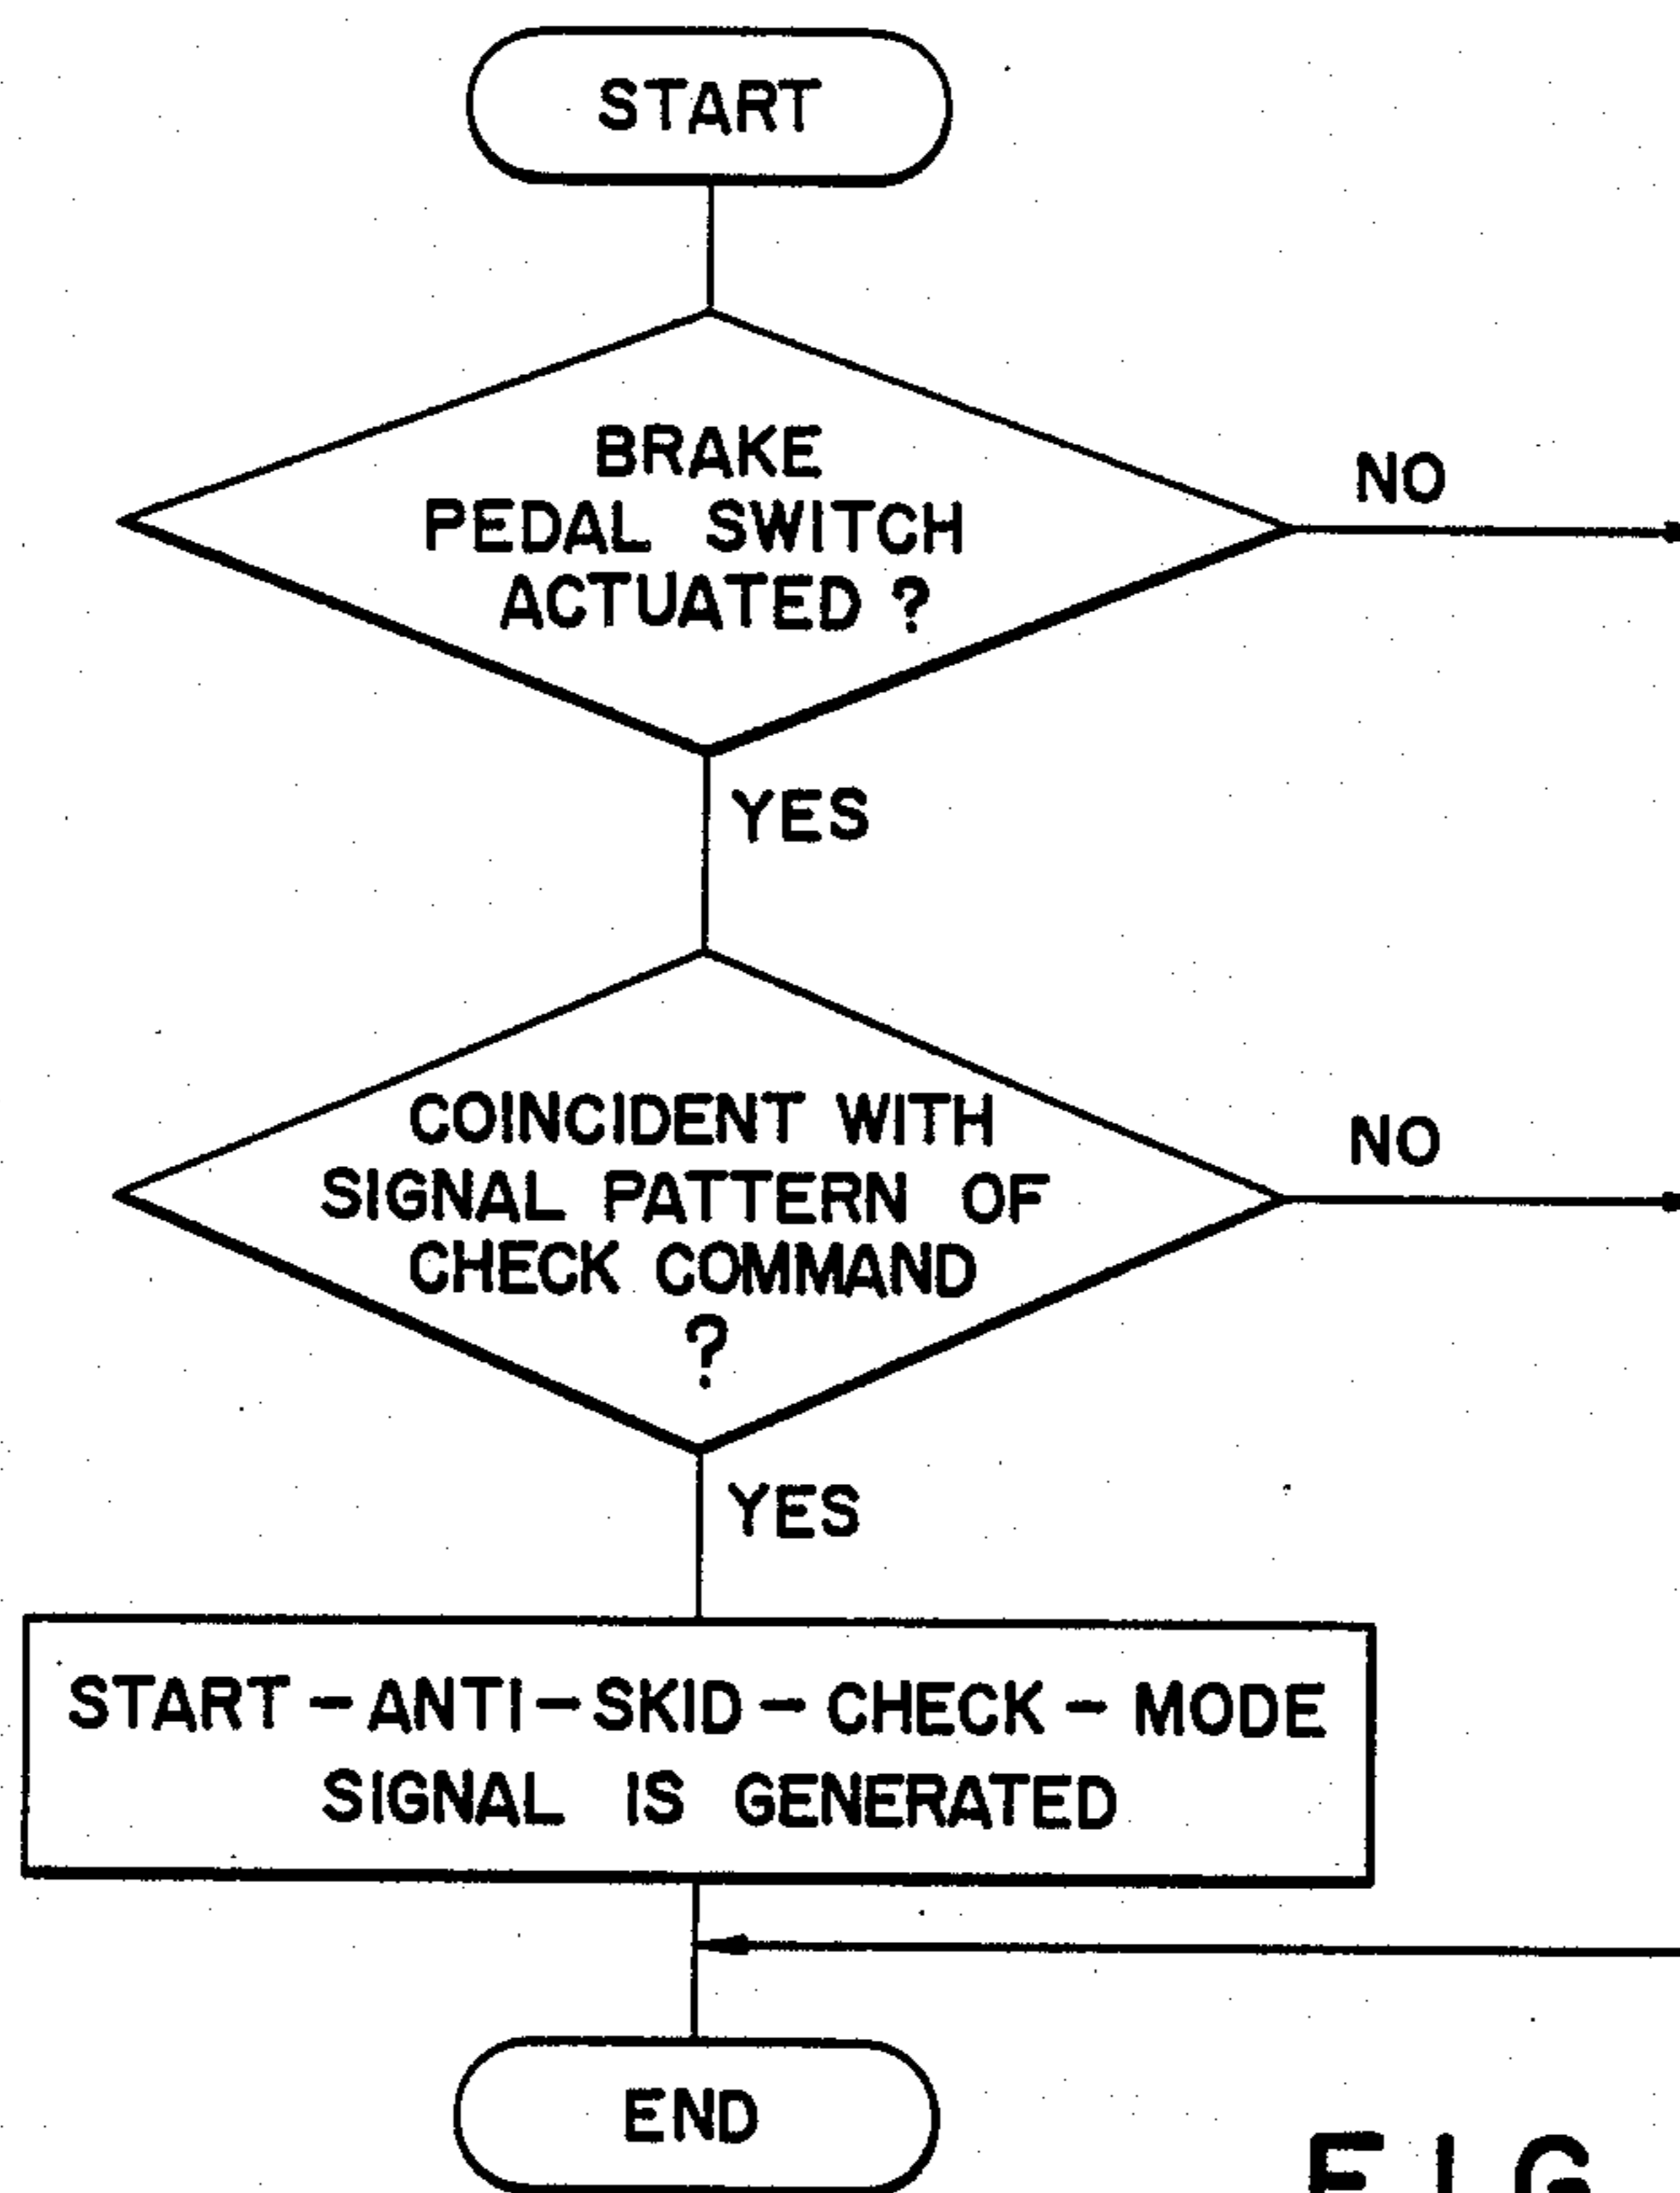 START
BRAKE
PEDAL SWITCH
ACTUATED ?
NO
YES
COINCIDENT WITH
SIGNAL PATTERN OF
CHECK COMMAND
?
NO
YES
START-ANTI-SKID-CHECK-MODE
SIGNAL IS GENERATED
END
FIG